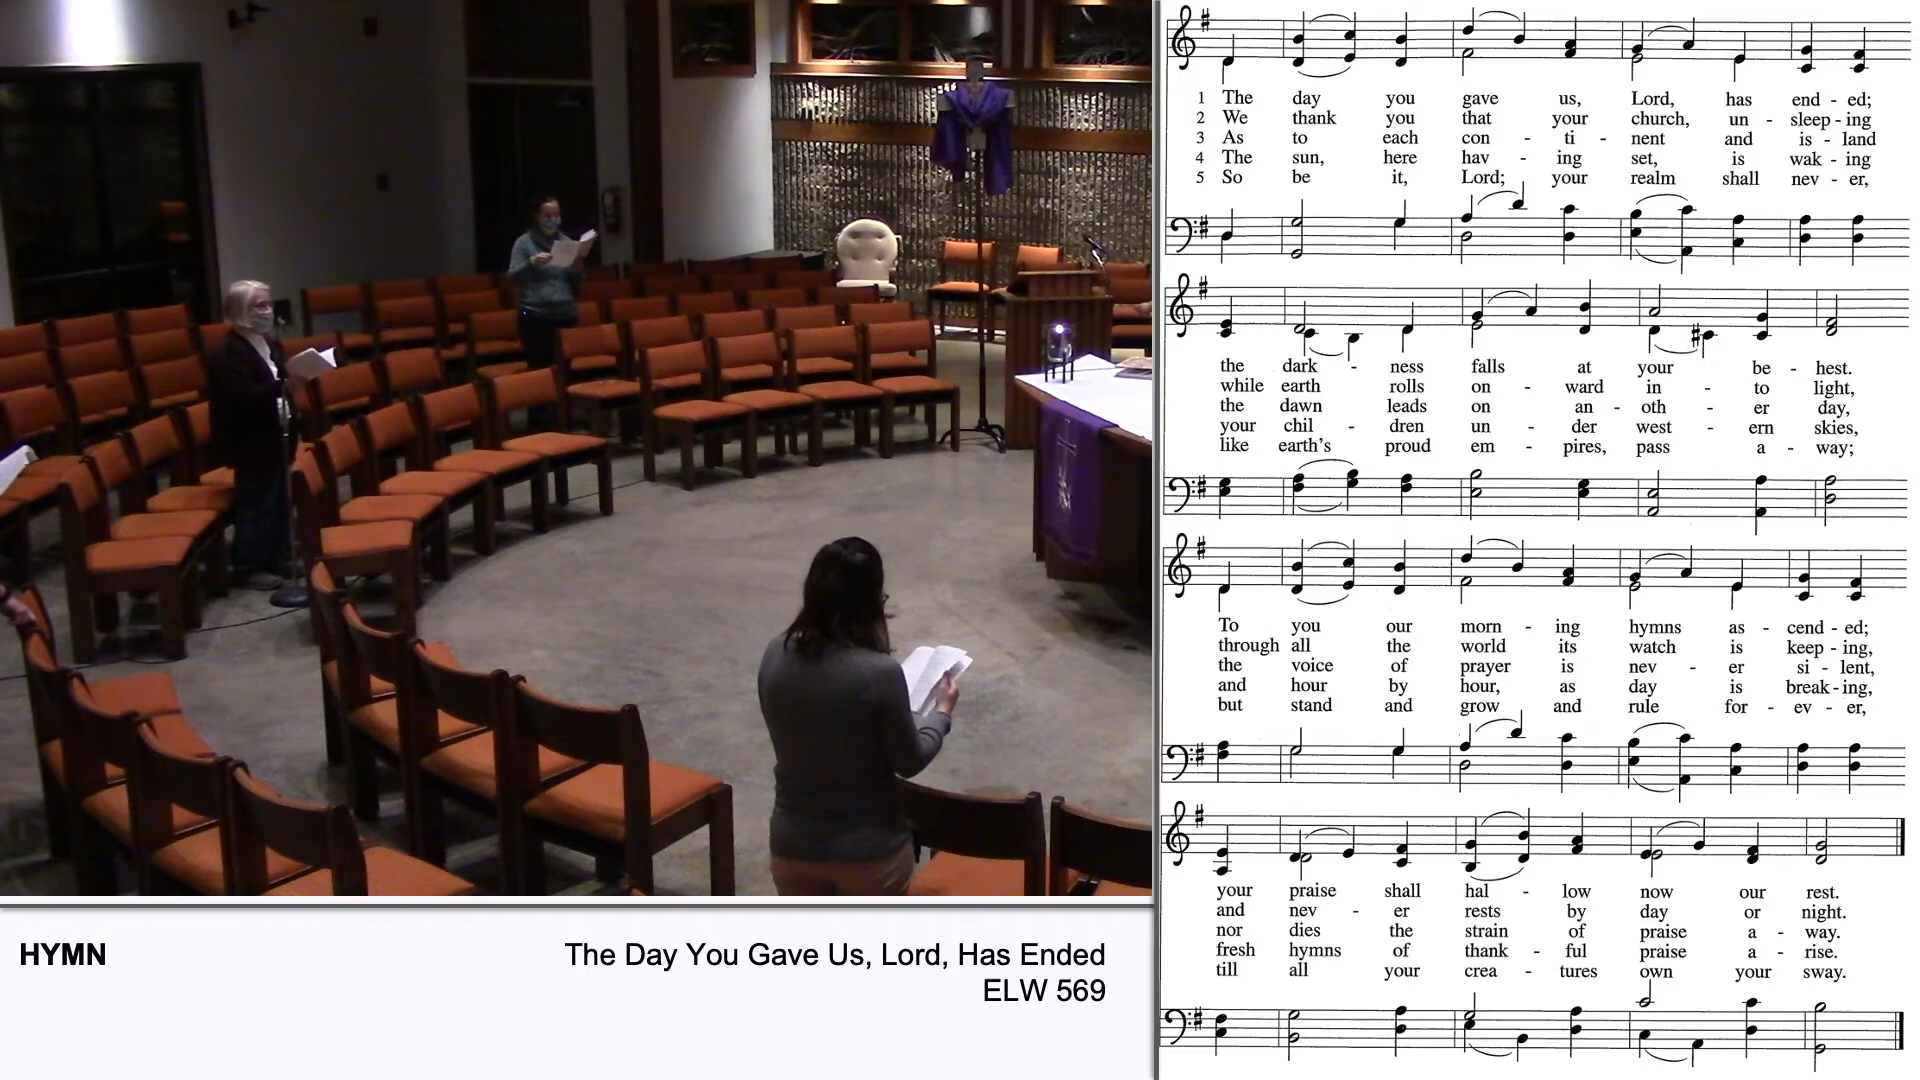 1 The day you gave us, Lord, has end - ed;
2 We thank you that your church, un - sleep - ing
3 As to each con - ti - nent and is - land
4 The sun, here hav - ing set, is wak - ing
5 So be it, Lord; your realm shall nev - er,
the dark - ness falls at your be - hest.
while earth rolls on - ward in - to light,
the dawn leads on an - oth - er day,
your chil - dren un - der west - ern skies,
like earth's proud em - pires, pass a - way;
To you our morn - ing hymns as - cend - ed;
through all the world its watch is keep - ing,
the voice of prayer is nev - er si - lent,
and hour by hour, as day is break - ing,
but stand and grow and rule for - ev - er,
your praise shall hal - low now our rest.
and nev - er rests by day or night.
nor dies the strain of praise a - way.
fresh hymns of thank - ful praise a - rise.
till all your crea - tures own your sway.
HYMN
The Day You Gave Us, Lord, Has Ended
ELW 569